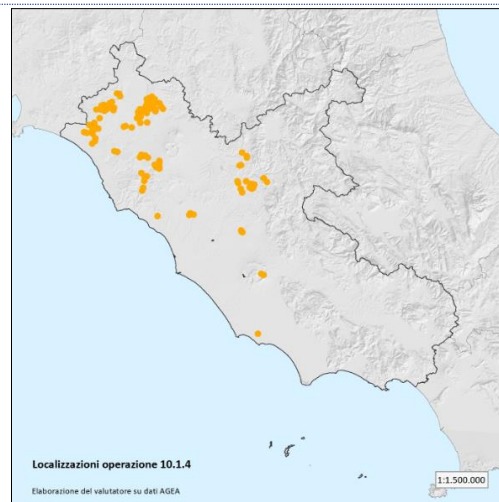 Localizzazioni operazione 10.1.4
1:1.500.000
Elaborazione del valutatore su dati AGEA